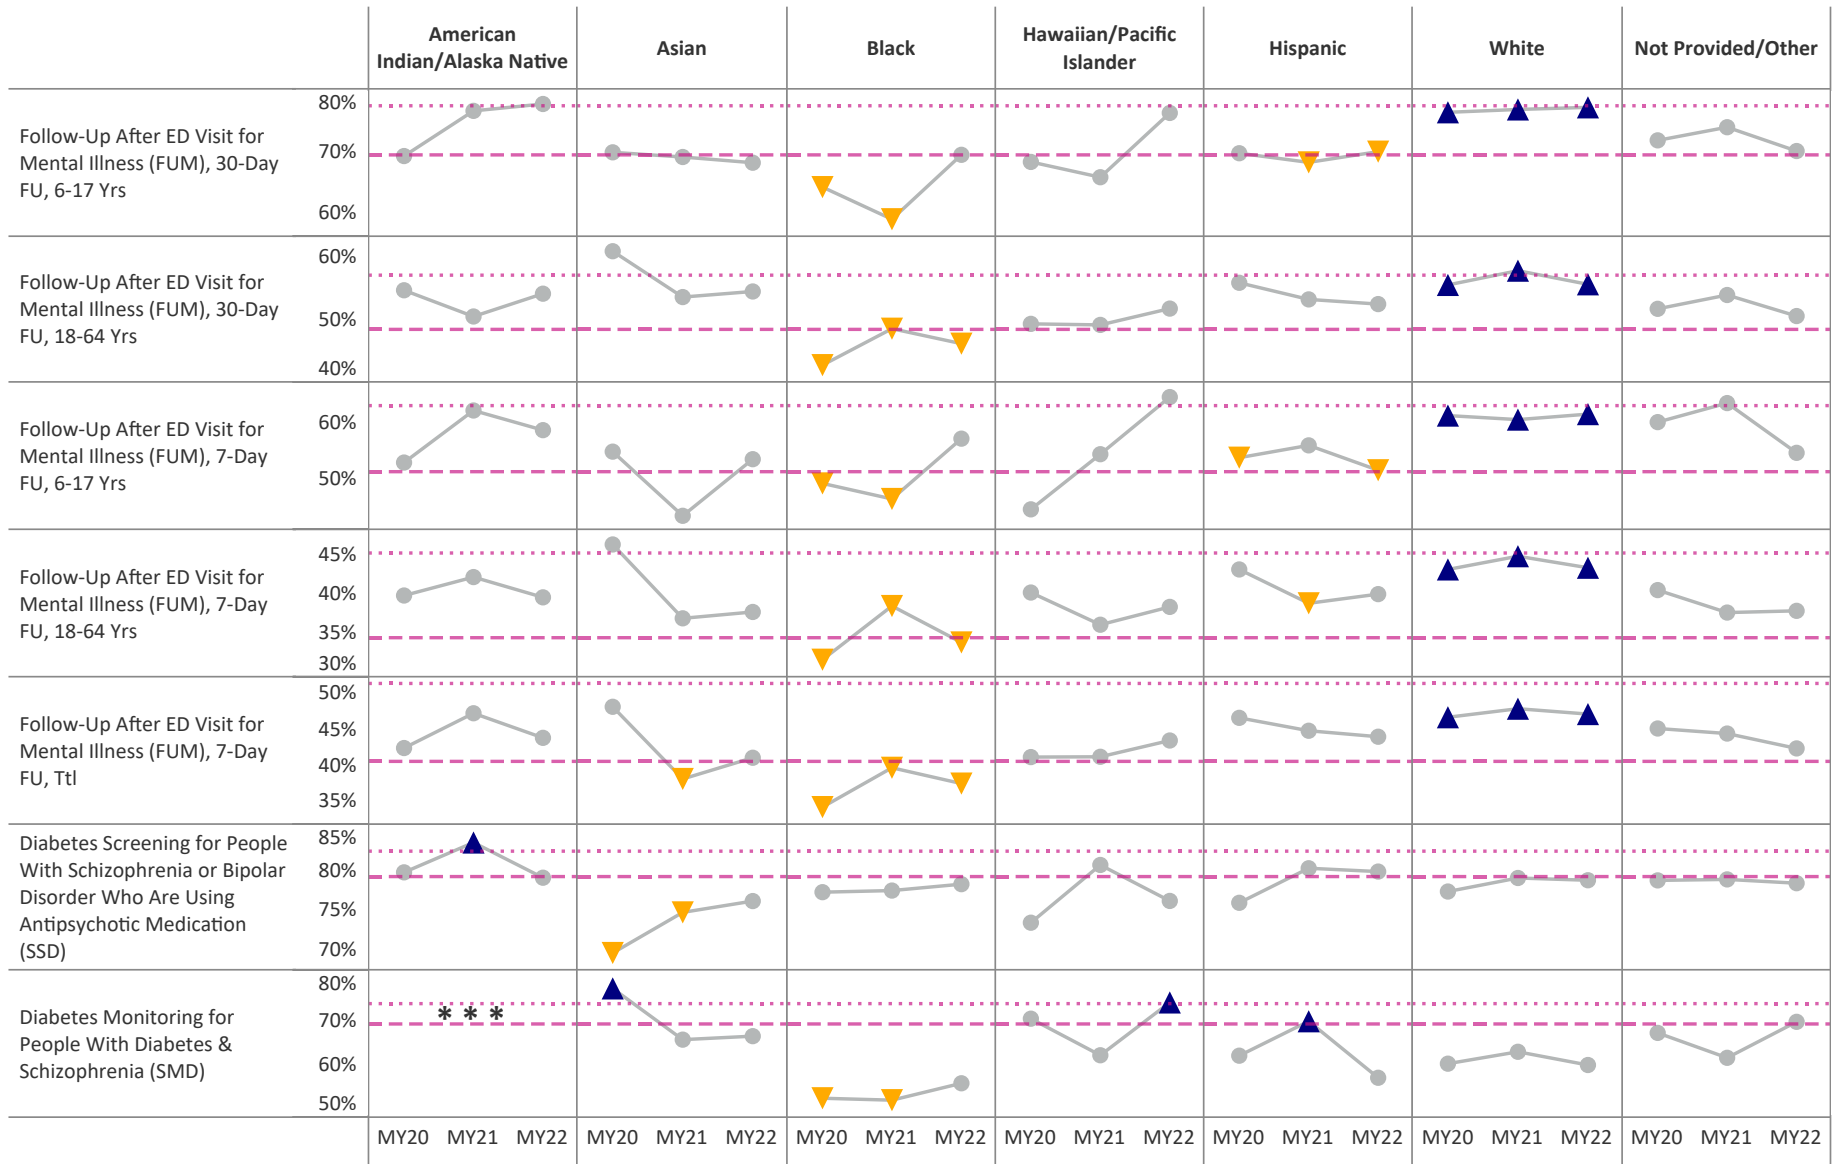 American
Indian/Alaska Native
Asian
Black
Hawaiian/Pacific
Islander
Hispanic
White
Not Provided/Other
Follow-Up After ED Visit for
Mental Illness (FUM), 30-Day
FU, 6-17 Yrs
80%
70%
60%
Follow-Up After ED Visit for
Mental Illness (FUM), 30-Day
FU, 18-64 Yrs
60%
50%
40%
Follow-Up After ED Visit for
Mental Illness (FUM), 7-Day
FU, 6-17 Yrs
60%
50%
Follow-Up After ED Visit for
Mental Illness (FUM), 7-Day
FU, 18-64 Yrs
45%
40%
35%
30%
Follow-Up After ED Visit for
Mental Illness (FUM), 7-Day
FU, Ttl
50%
45%
40%
35%
Diabetes Screening for People
With Schizophrenia or Bipolar
Disorder Who Are Using
Antipsychotic Medication
(SSD)
85%
80%
75%
70%
Diabetes Monitoring for
People With Diabetes &
Schizophrenia (SMD)
80%
70%
60%
50%
* * *
MY20 MY21 MY22 MY20 MY21 MY22 MY20 MY21 MY22 MY20 MY21 MY22 MY20 MY21 MY22 MY20 MY21 MY22 MY20 MY21 MY22